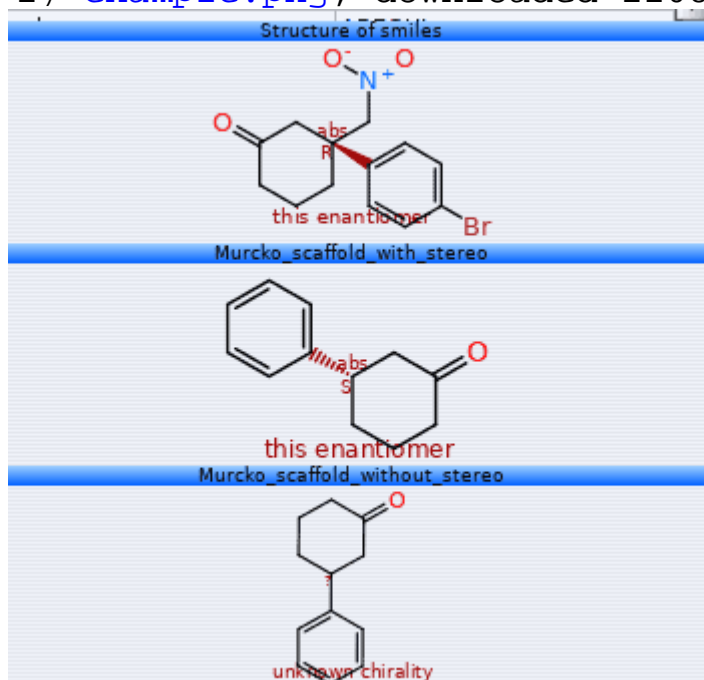 Structure of smiles
O- O
N+
O
abs
R
this enantiomer
Br
Murcko_scaffold_with_stereo
abs
O
S
this enantiomer
Murcko_scaffold_without_stereo
O
?
unknown chirality